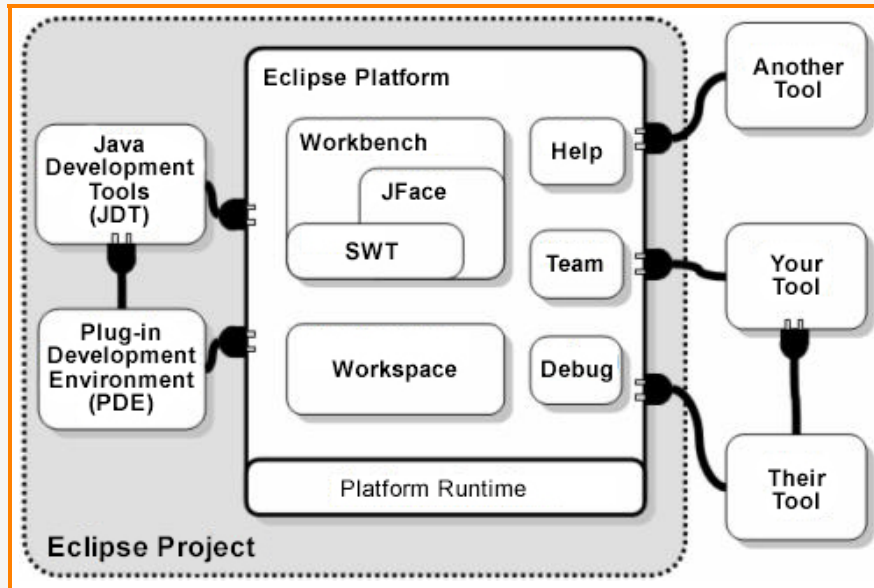 Eclipse Platform
Another
Tool
Java
Development
Tools
(JDT)
Workbench
JFace
SWT
Help
Team
Your
Tool
Plug-in
Development
Environment
(PDE)
Workspace
Debug
Their
Tool
Platform Runtime
Eclipse Project